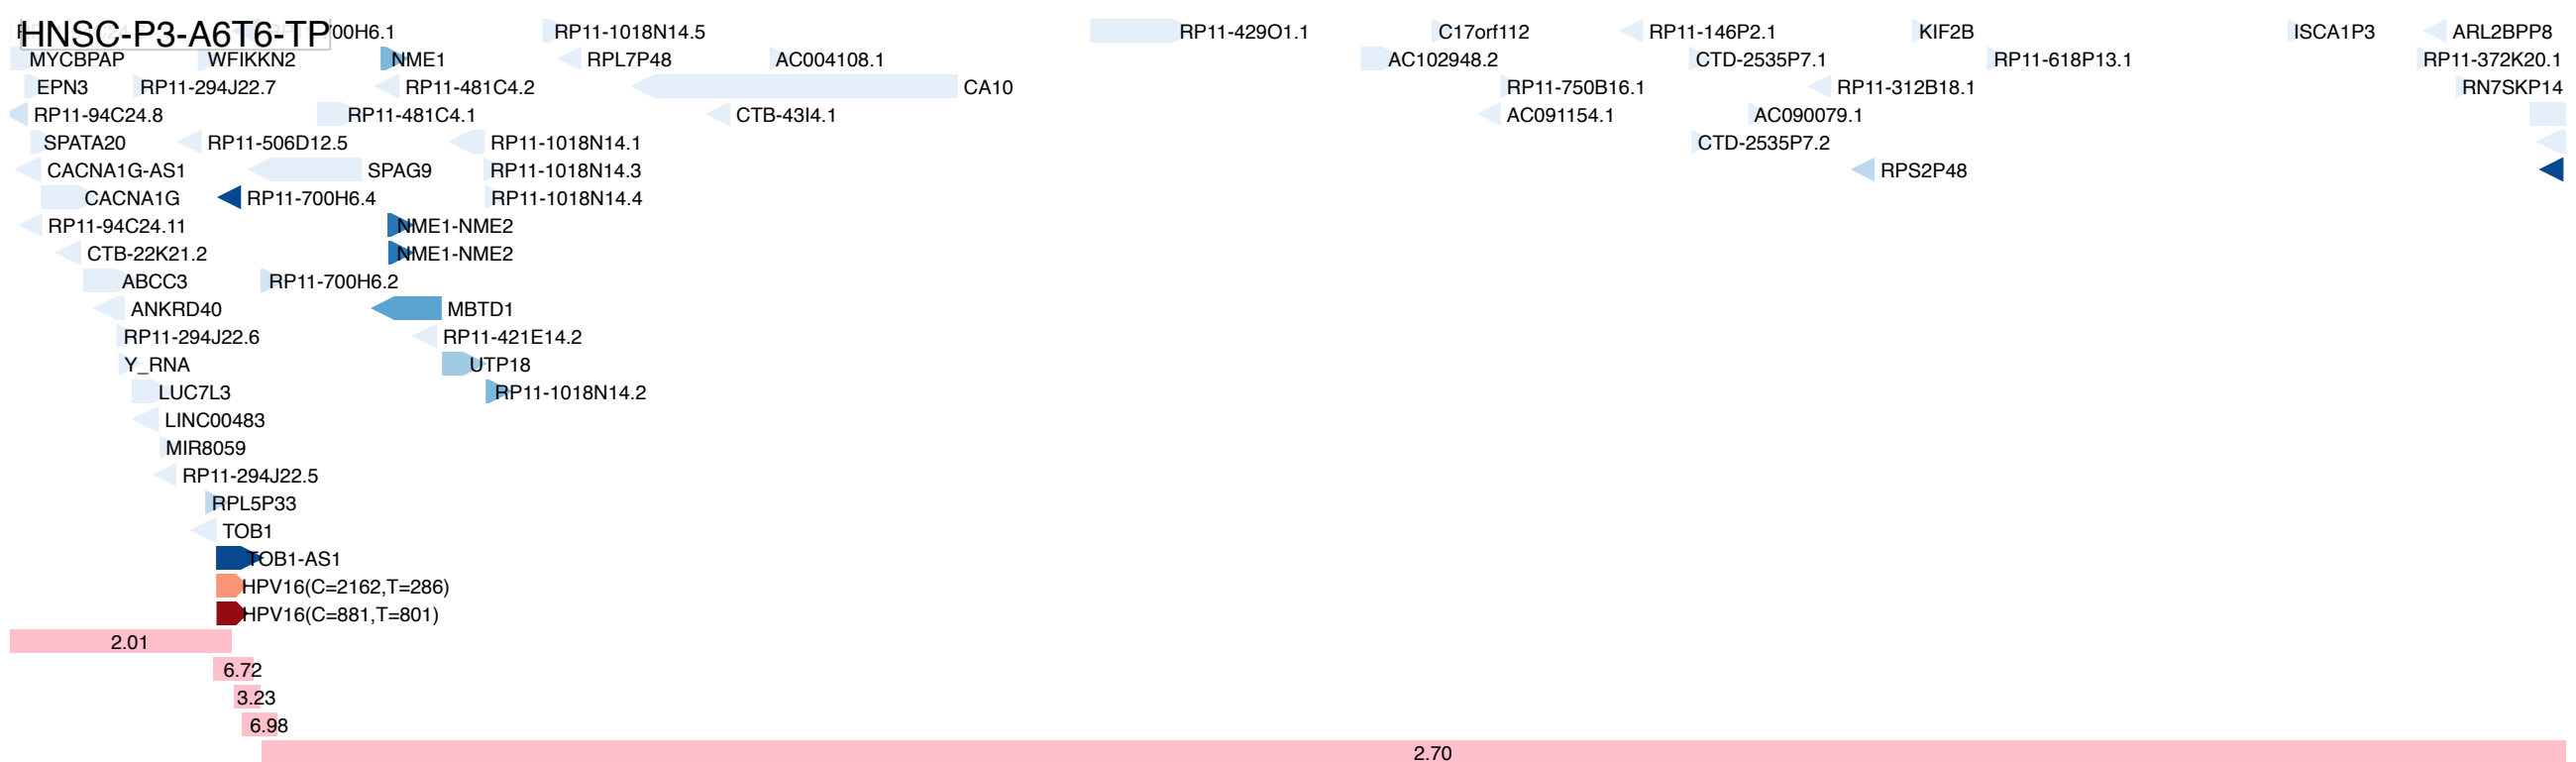 HNSC-P3-A6T6-TP 00H6.1 RP11-1018N14.5 RP11-429O1.1 C17orf112 RP11-146P2.1 KIF2B ISCA1P3 ARL2BPP8
MYCBPAP WFIKKN2 NME1 RPL7P48 AC004108.1 AC102948.2 CTD-2535P7.1 RP11-618P13.1 RP11-372K20.1
EPN3 RP11-294J22.7 RP11-481C4.2 CA10 RP11-750B16.1 RP11-312B18.1 RN7SKP14
RP11-94C24.8 RP11-481C4.1 CTB-43I4.1 AC091154.1 AC090079.1
SPATA20 RP11-506D12.5 RP11-1018N14.1 CTD-2535P7.2
CACNA1G-AS1 SPAG9 RP11-1018N14.3 RPS2P48
CACNA1G RP11-700H6.4 RP11-1018N14.4
RP11-94C24.11 NME1-NME2
CTB-22K21.2 NME1-NME2
ABCC3 RP11-700H6.2
ANKRD40 MBTD1
RP11-294J22.6 RP11-421E14.2
Y_RNA UTP18
LUC7L3 RP11-1018N14.2
LINC00483
MIR8059
RP11-294J22.5
RPL5P33
TOB1
TOB1-AS1
HPV16(C=2162,T=286)
HPV16(C=881,T=801)
2.01
6.72
3.23
6.98
2.70